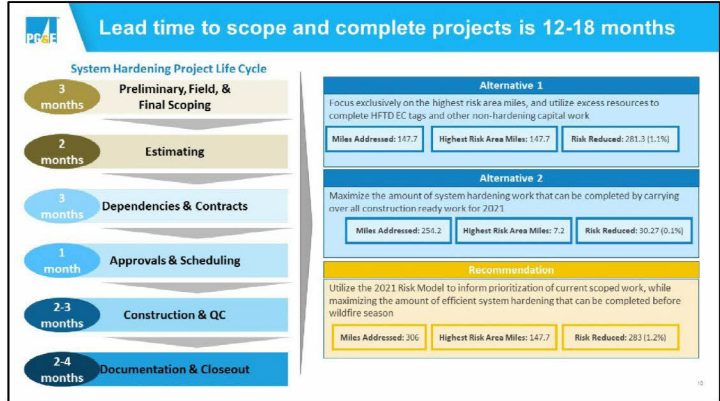 PG&E
Lead time to scope and complete projects is 12-18 months
System Hardening Project Life Cycle
3
months
Preliminary, Field, &
Final Scoping
2
months
Estimating
3
months
Dependencies & Contracts
1
month
Approvals & Scheduling
2-3
months
Construction & QC
2-4
months
Documentation & Closeout
Alternative 1
Focus exclusively on the highest risk area miles, and utilize excess resources to
complete HFTD EC tags and other non-hardening capital work
Miles Addressed: 147.7
Highest Risk Area Miles: 147.7
Risk Reduced: 281.3 (1.1%)
Alternative 2
Maximize the amount of system hardening work that can be completed by carrying
over all construction ready work for 2021
Miles Addressed: 254.2
Highest Risk Area Miles: 7.2
Risk Reduced: 30.27 (0.1%)
Recommendation
Utilize the 2021 Risk Model to inform prioritization of current scoped work, while
maximizing the amount of efficient system hardening that can be completed before
wildfire season
Miles Addressed: 306
Highest Risk Area Miles: 147.7
Risk Reduced: 283 (1.2%)